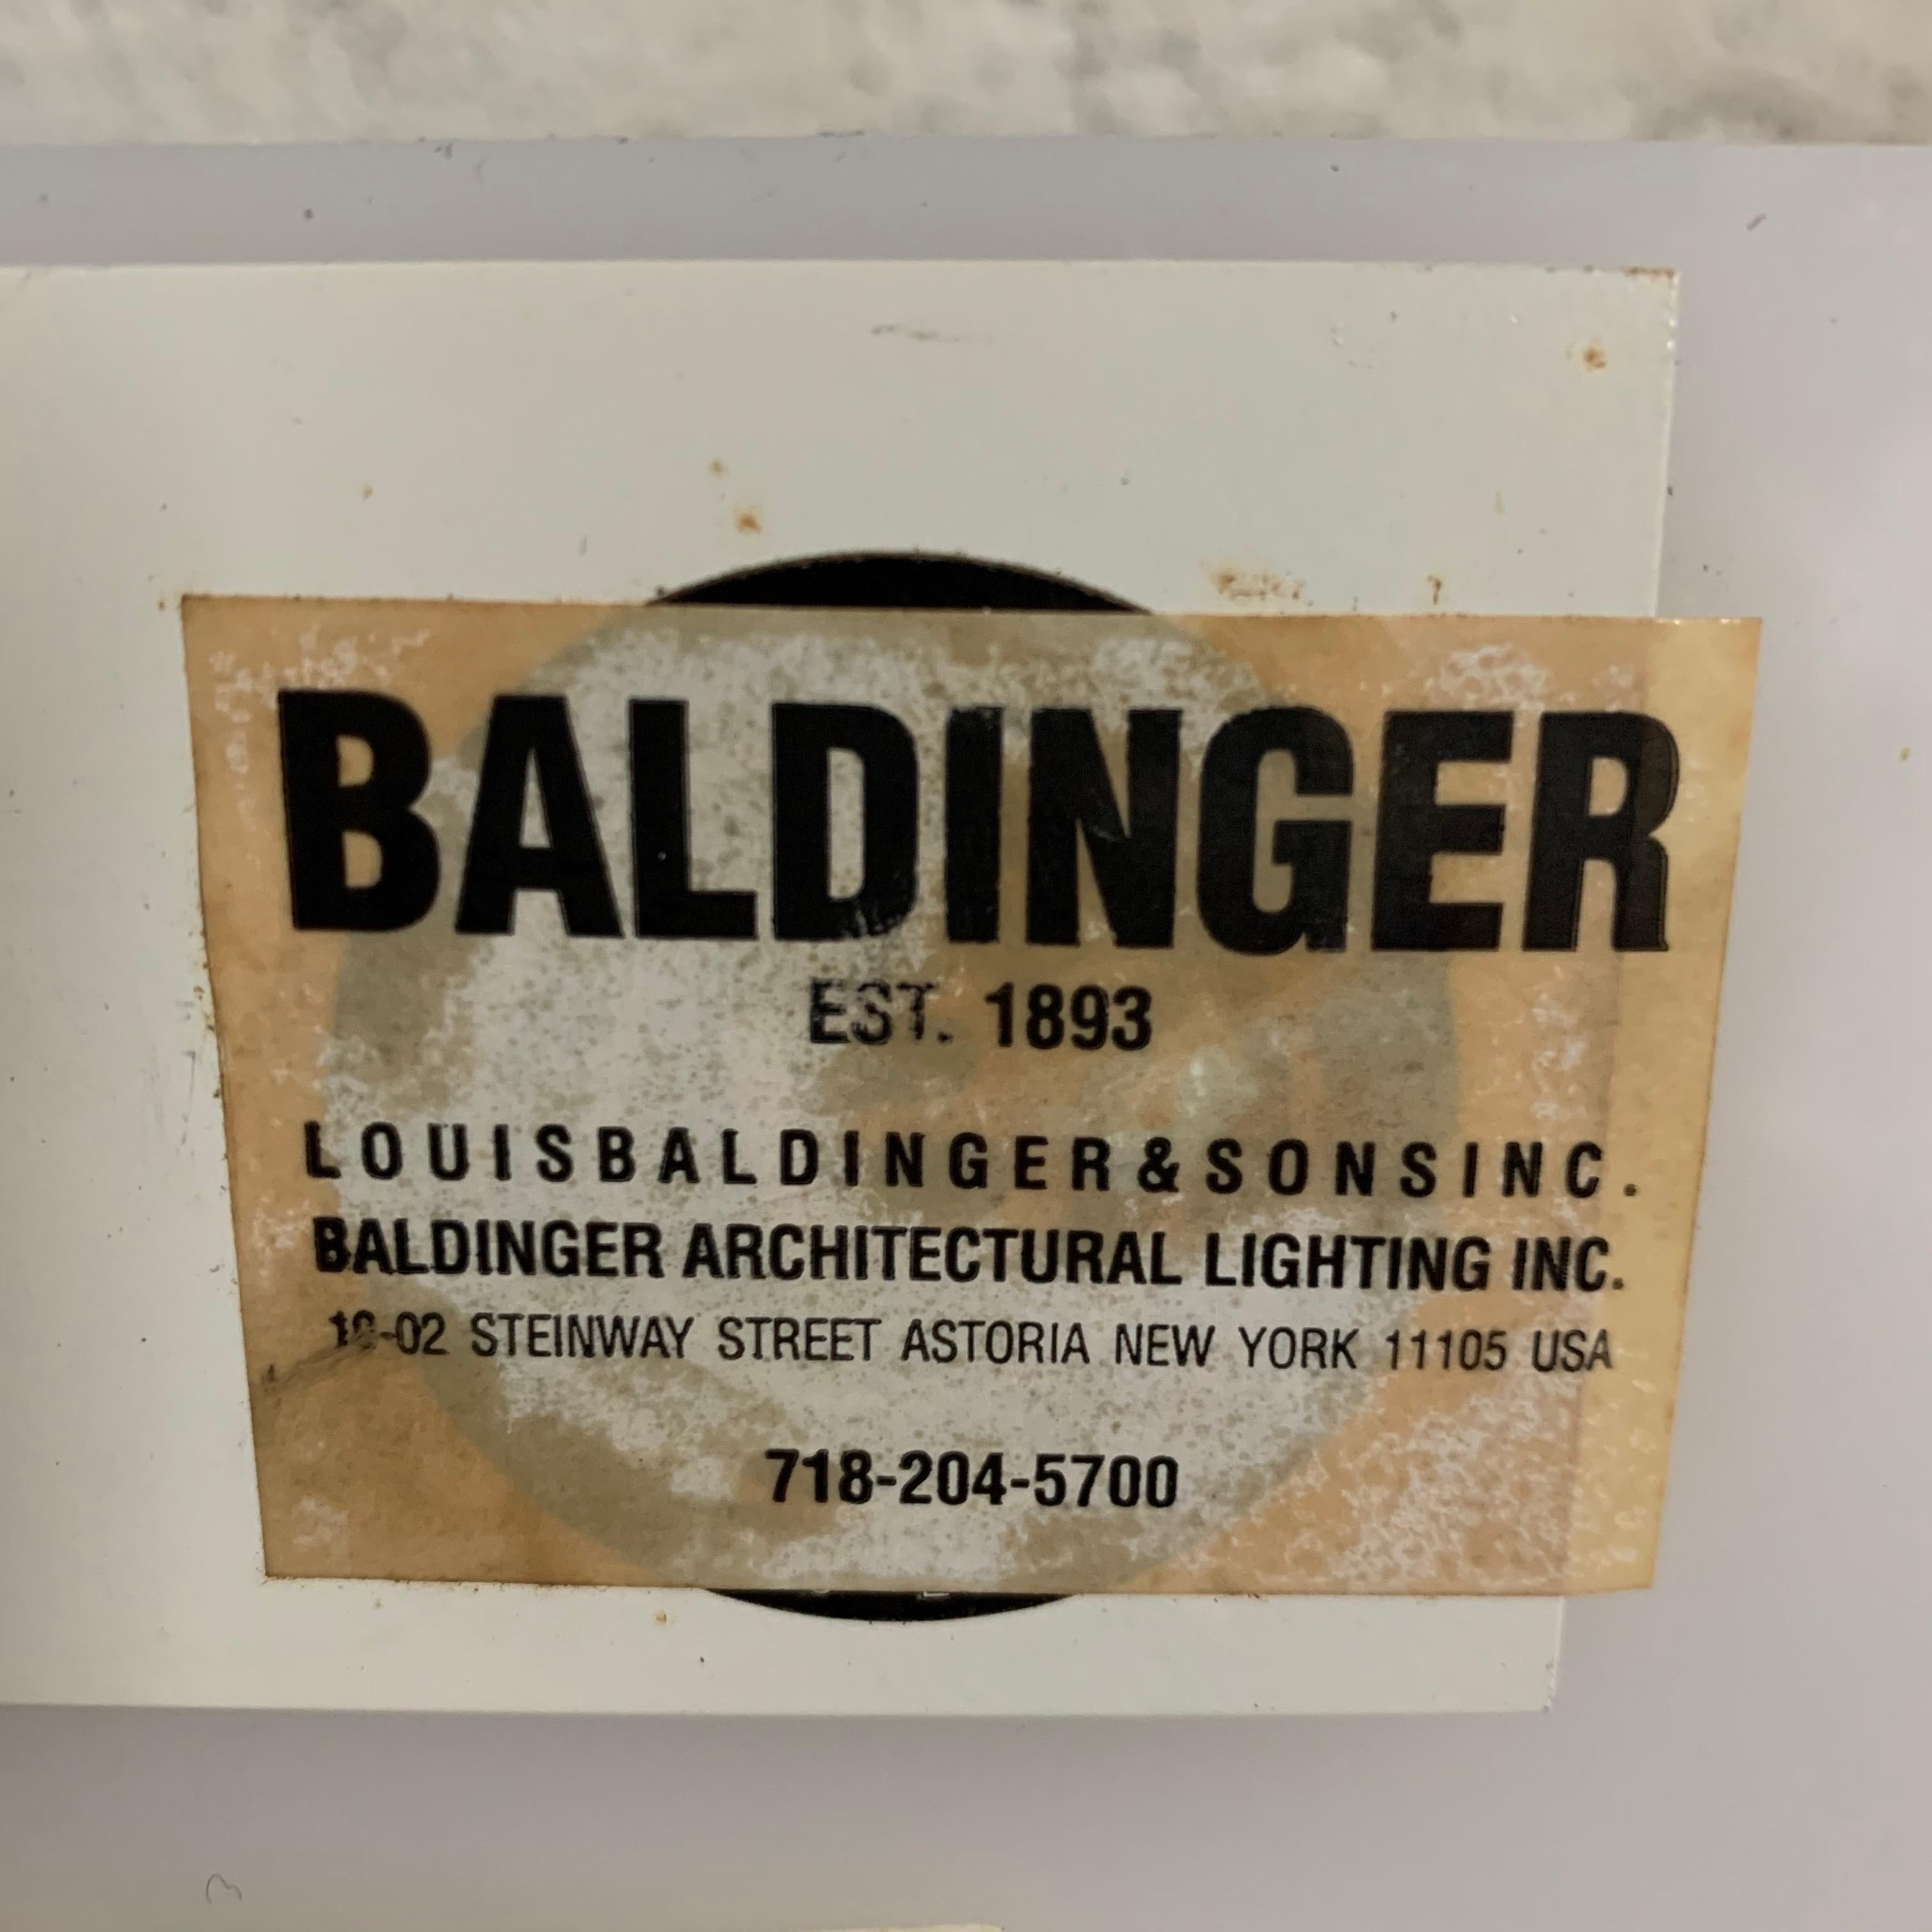 BALDINGER
EST. 1893
LOUISBALDINGER&SONSINC.
BALDINGER ARCHITECTURAL LIGHTING INC.
STEINWAY STREET ASTORIA NEW YORK 11105 USA
718-204-5700